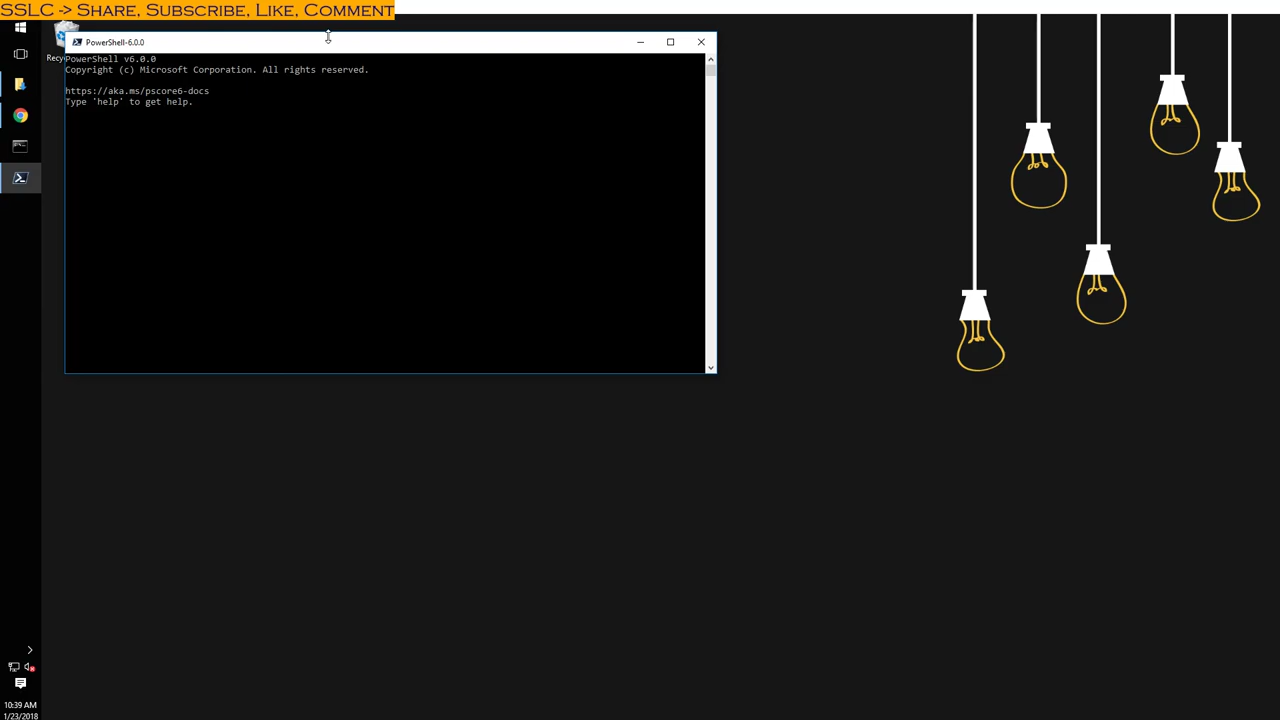 SSLC -> Share, Subscribe, Like, Comment
Recy
PowerShell-6.0.0
PowerShell v6.0.0
Copyright (c) Microsoft Corporation. All rights reserved.
https://aka.ms/pscore6-docs
Type 'help' to get help.
10:39 AM
1/23/2018